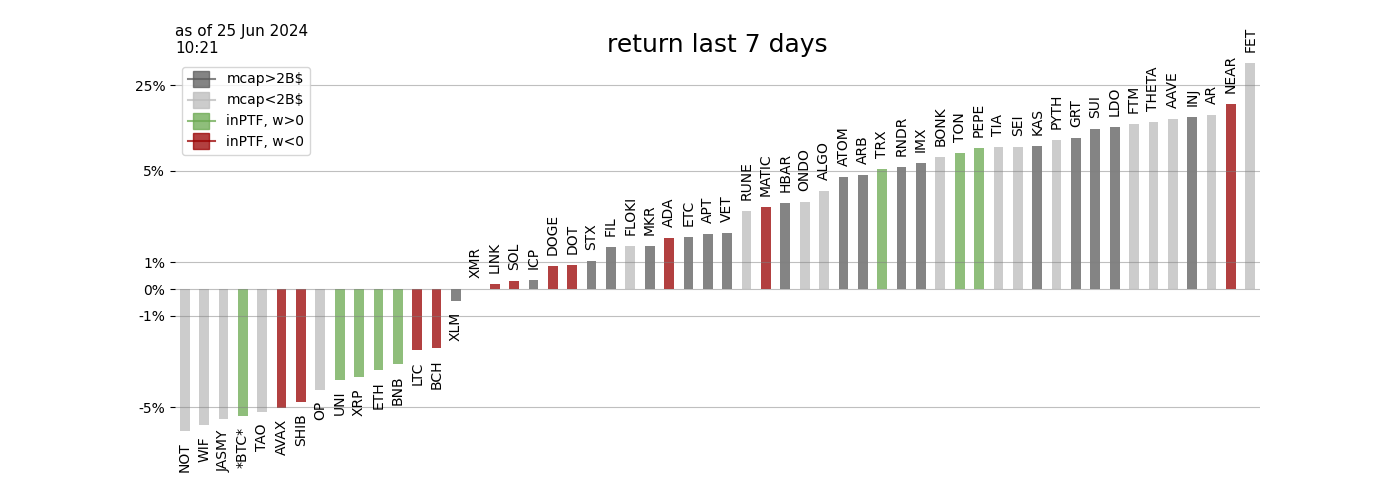 as of 25 Jun 2024
10:21
return last 7 days
mcap>2B$
mcap<2B$
inPTF, w>0
inPTF, w<0
25%
5%
1%
0%
-1%
-5%
NOT
WIF
JASMY
*BTC*
TAO
AVAX
SHIB
OP
UNI
XRP
ETH
BNB
LTC
BCH
XLM
XMR
LINK
SOL
ICP
DOGE
DOT
STX
FIL
FLOKI
MKR
ADA
ETC
APT
VET
RUNE
MATIC
HBAR
ONDO
ALGO
ATOM
ARB
TRX
RNDR
IMX
BONK
TON
PEPE
TIA
SEI
KAS
PYTH
GRT
SUI
LDO
FTM
THETA
AAVE
INJ
AR
NEAR
FET